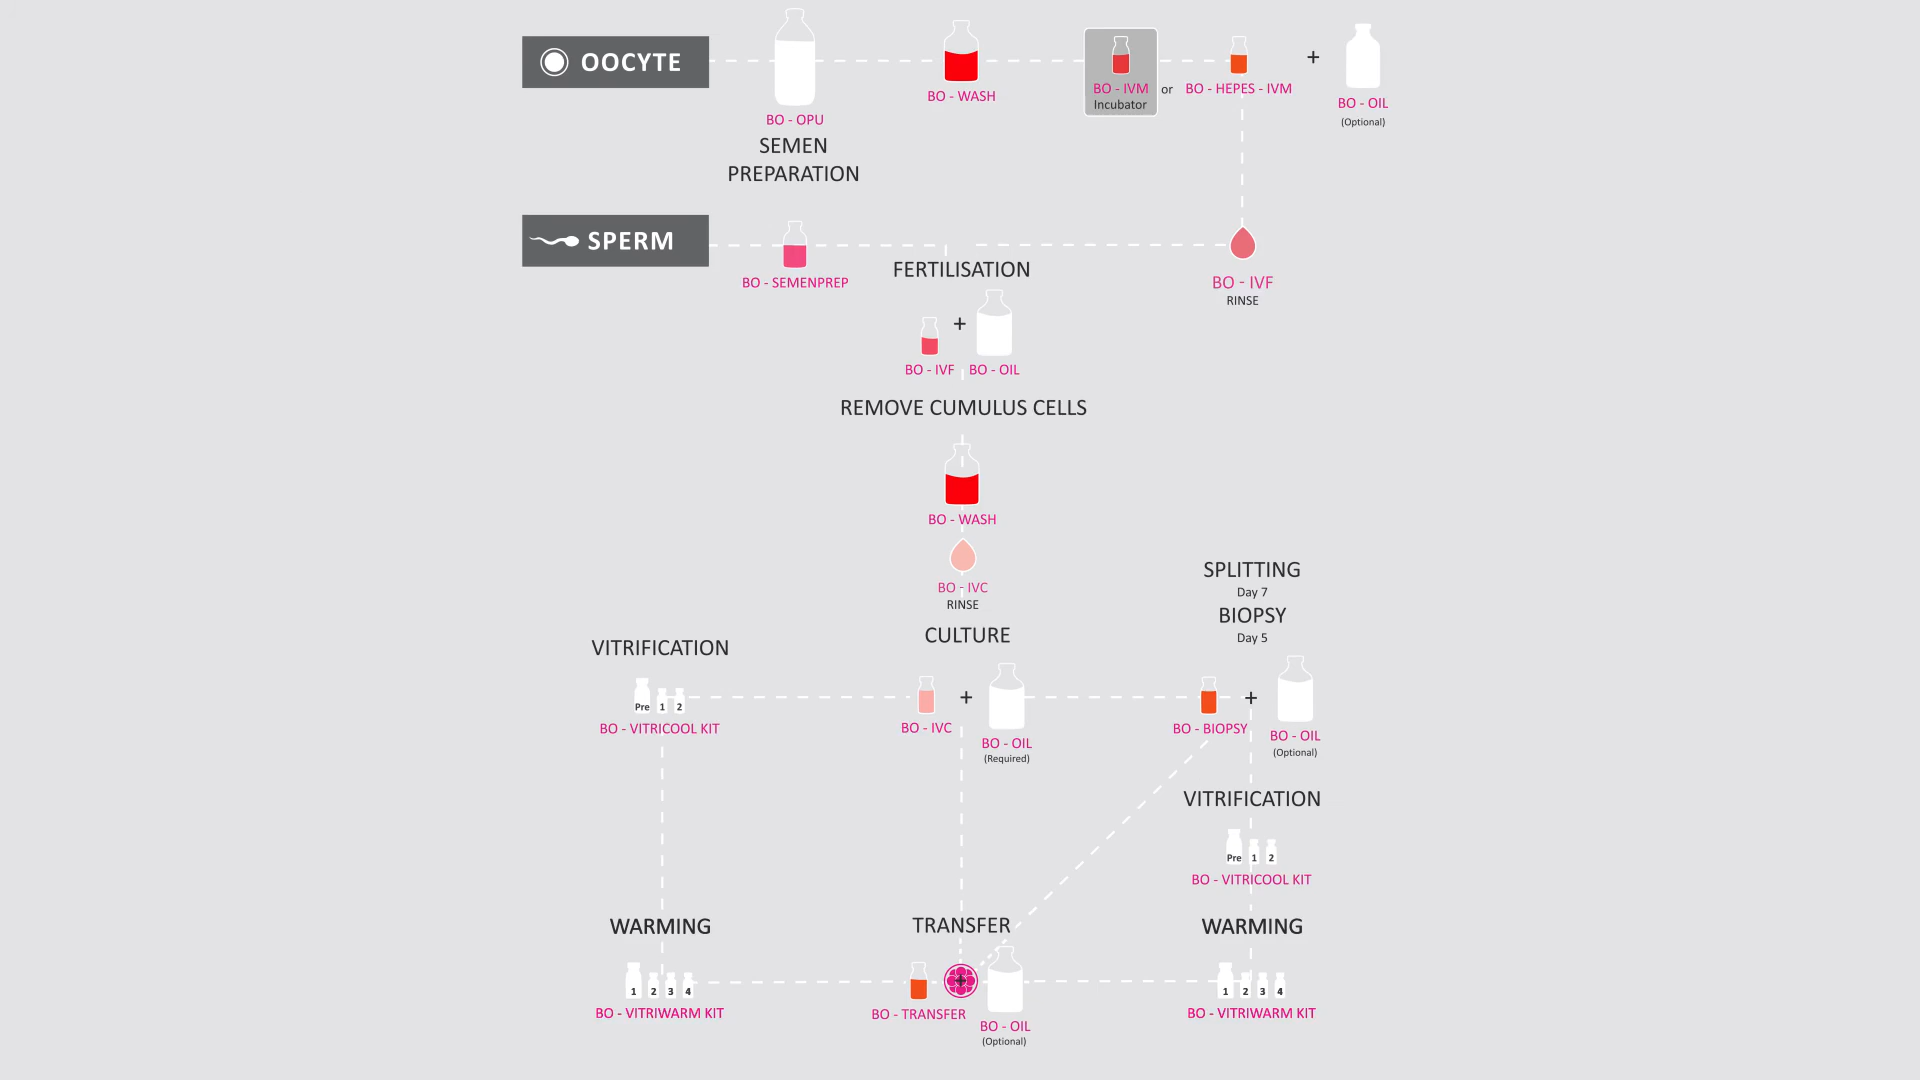 OOCYTE
BO - OPU
BO - WASH
BO - IVM
Incubator
or
BO - HEPES - IVM
+
BO - OIL
(Optional)
SEMEN
PREPARATION
SPERM
BO - SEMENPREP
FERTILISATION
BO - IVF
RINSE
+
BO - IVF
BO - OIL
REMOVE CUMULUS CELLS
BO - WASH
BO - IVC
RINSE
SPLITTING
Day 7
BIOPSY
Day 5
VITRIFICATION
CULTURE
Pre 1 2
BO - VITRICOOL KIT
+
BO - IVC
BO - OIL
(Required)
+
BO - BIOPSY
BO - OIL
(Optional)
VITRIFICATION
Pre 1 2
BO - VITRICOOL KIT
WARMING
TRANSFER
WARMING
1 2 3 4
BO - VITRIWARM KIT
+
BO - TRANSFER
BO - OIL
(Optional)
1 2 3 4
BO - VITRIWARM KIT